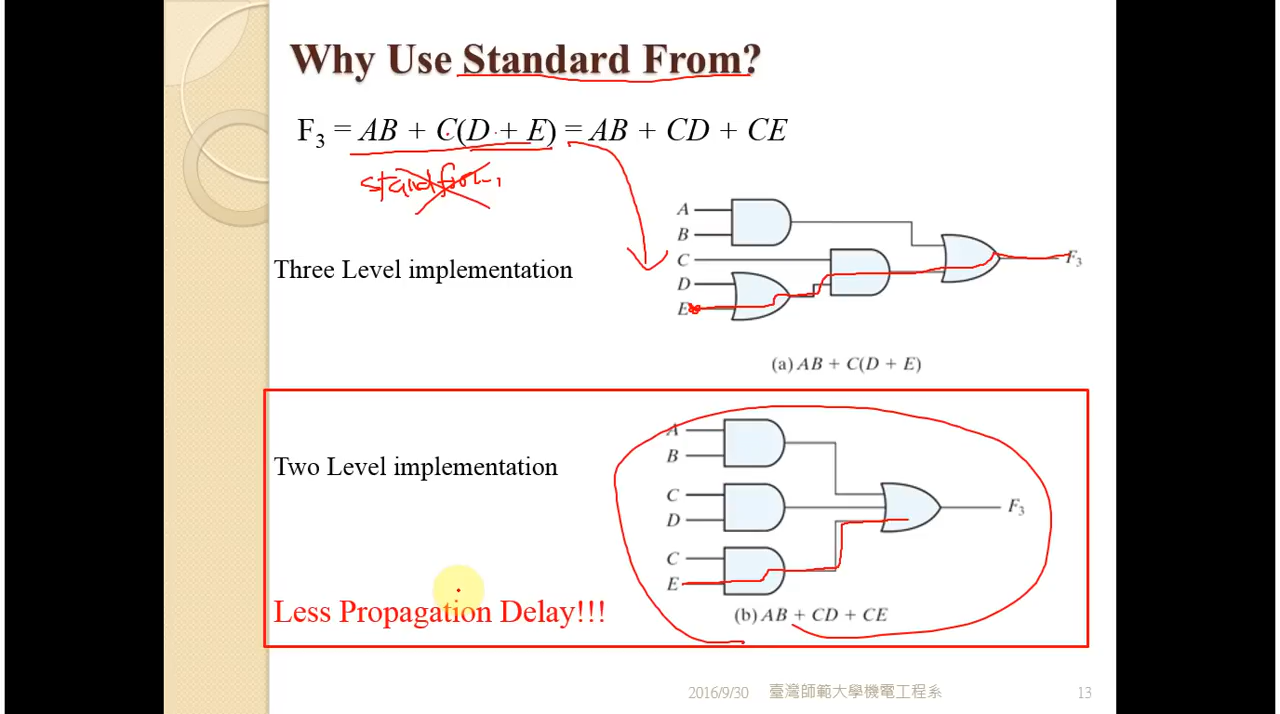 Why Use Standard From?
F3 = AB + C(D + E) = AB + CD + CE
A
B
Three Level implementation
C
D
E
F3
(a) AB + C(D + E)
Two Level implementation
A
B
C
D
C
E
F3
Less Propagation Delay!!!
(b) AB + CD + CE
2016/9/30 臺灣師範大學機電工程系 13